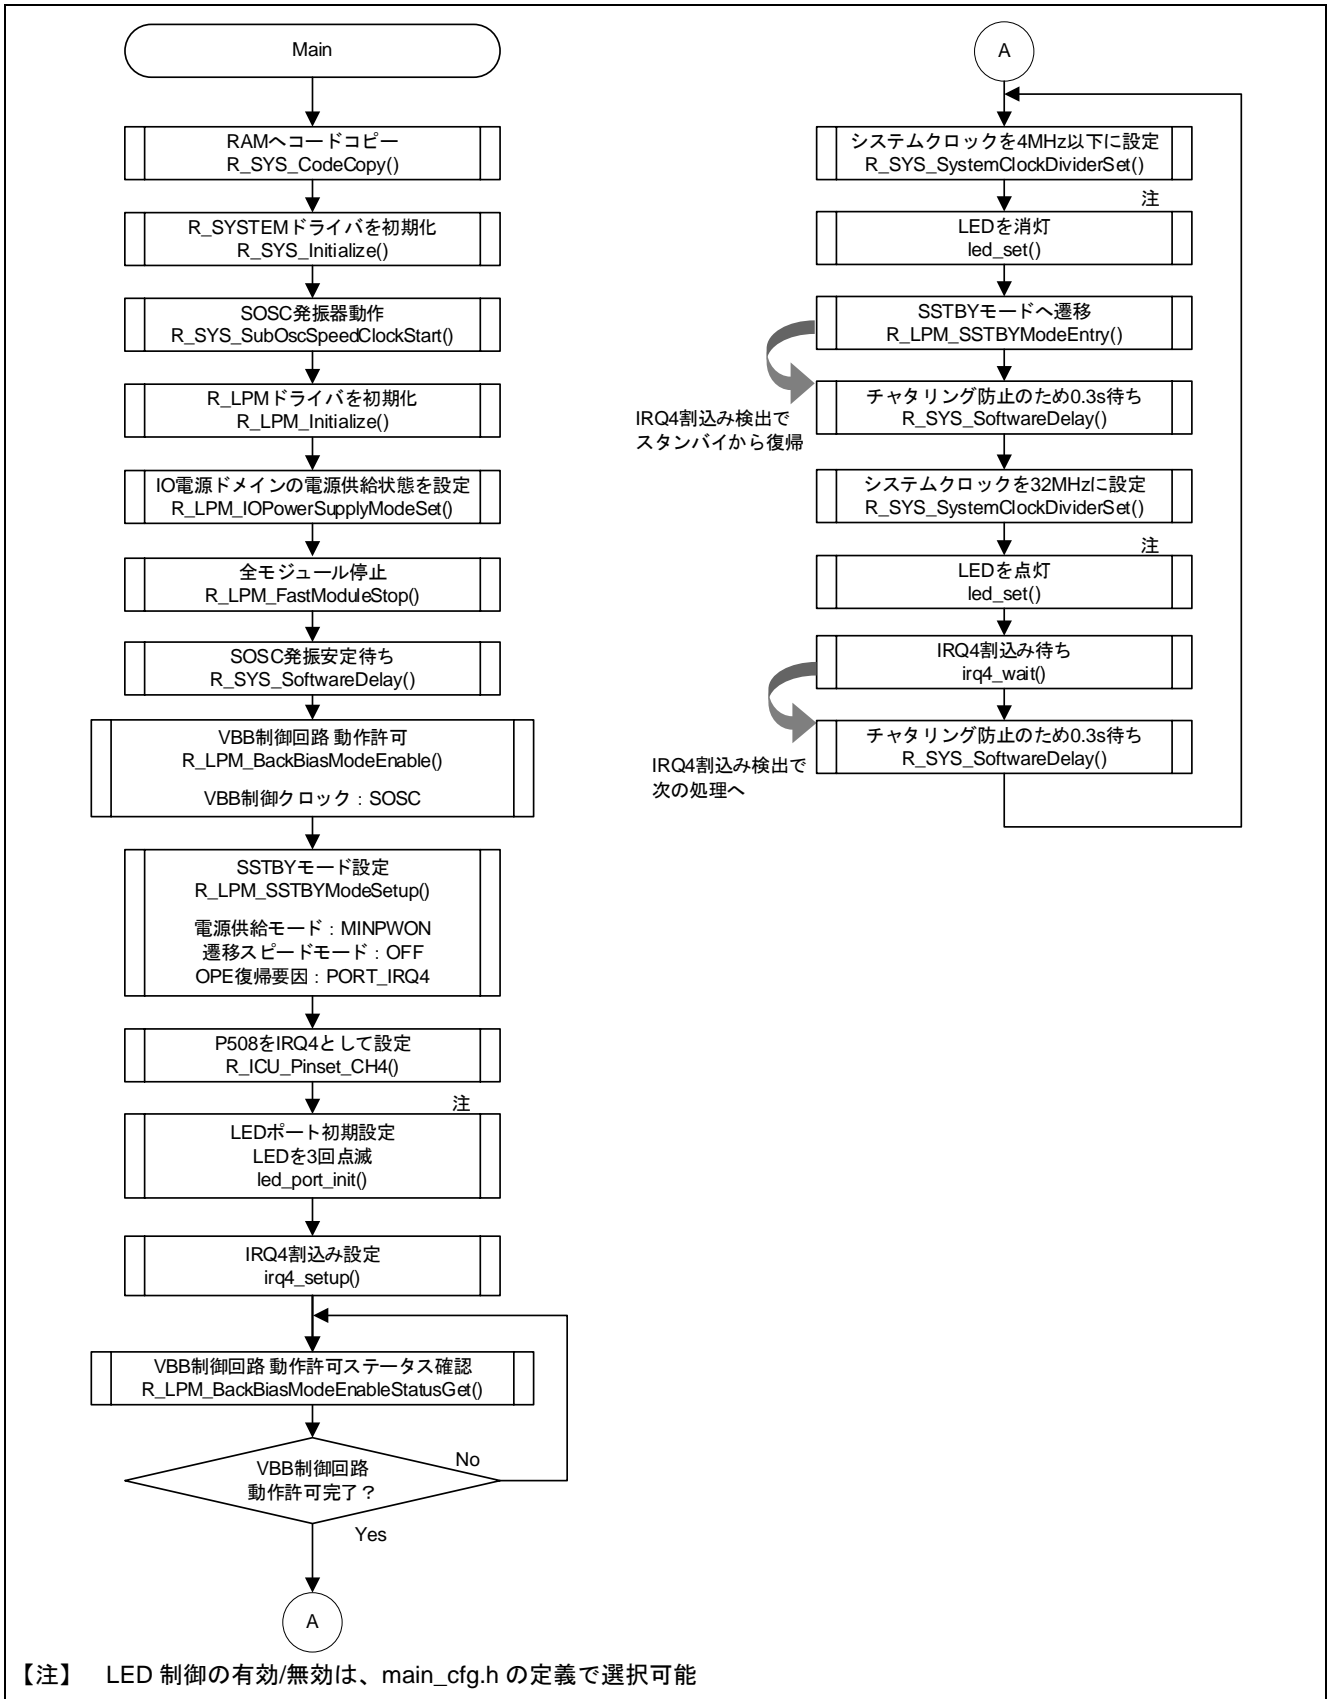 Main
RAMへコードコピー
R_SYS_CodeCopy()
R_SYSTEMドライバを初期化
R_SYS_Initialize()
SOSC発振器動作
R_SYS_SubOscSpeedClockStart()
R_LPMドライバを初期化
R_LPM_Initialize()
IO電源ドメインの電源供給状態を設定
R_LPM_IOPowerSupplyModeSet()
全モジュール停止
R_LPM_FastModuleStop()
SOSC発振安定待ち
R_SYS_SoftwareDelay()
VBB制御回路 動作許可
R_LPM_BackBiasModeEnable()
VBB制御クロック：SOSC
SSTBYモード設定
R_LPM_SSTBYModeSetup()
電源供給モード：MINPWON
遷移スピードモード：OFF
OPE復帰要因：PORT_IRQ4
P508をIRQ4として設定
R_ICU_Pinset_CH4()
注
LEDポート初期設定
LEDを3回点滅
led_port_init()
IRQ4割込み設定
irq4_setup()
VBB制御回路 動作許可ステータス確認
R_LPM_BackBiasModeEnableStatusGet()
VBB制御回路
動作許可完了？
No
Yes
A
A
システムクロックを4MHz以下に設定
R_SYS_SystemClockDividerSet()
注
LEDを消灯
led_set()
SSTBYモードへ遷移
R_LPM_SSTBYModeEntry()
IRQ4割込み検出で
スタンバイから復帰
チャタリング防止のため0.3s待ち
R_SYS_SoftwareDelay()
システムクロックを32MHzに設定
R_SYS_SystemClockDividerSet()
注
LEDを点灯
led_set()
IRQ4割込み待ち
irq4_wait()
IRQ4割込み検出で
次の処理へ
チャタリング防止のため0.3s待ち
R_SYS_SoftwareDelay()
【注】 LED 制御の有効/無効は、main_cfg.h の定義で選択可能